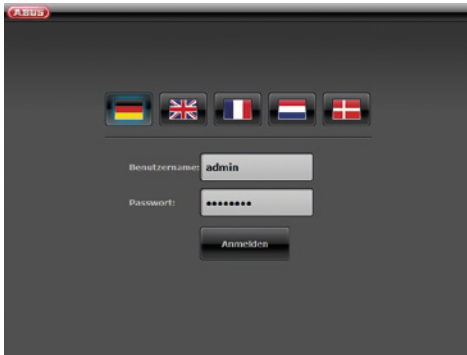 ABUS
Benutzername: admin
Passwort: ••••••••
Anmelden